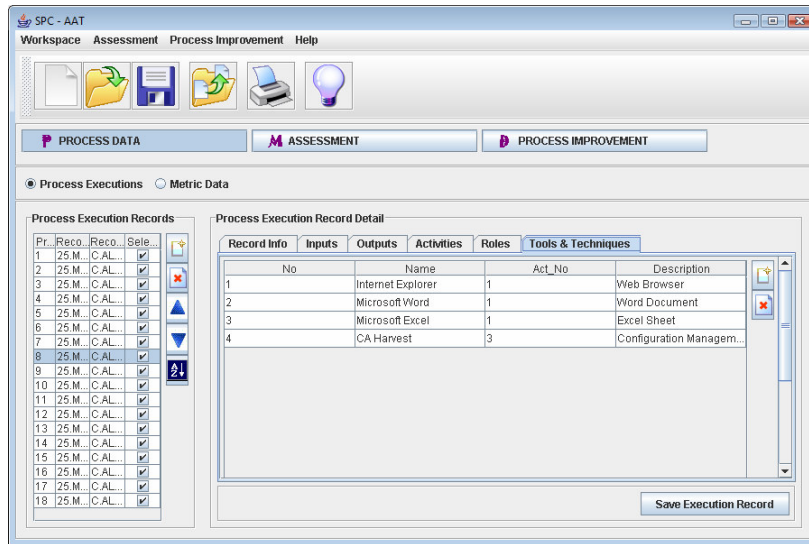 SPC - AAT
Workspace Assessment Process Improvement Help
PROCESS DATA M ASSESSMENT PROCESS IMPROVEMENT
Process Executions Metric Data
Process Execution Records
Pr... Reco... Reco... Sele...
1 25.M... C.AL...
2 25.M... C.AL...
3 25.M... C.AL...
4 25.M... C.AL...
5 25.M... C.AL...
6 25.M... C.AL...
7 25.M... C.AL...
8 25.M... C.AL...
9 25.M... C.AL...
10 25.M... C.AL...
11 25.M... C.AL...
12 25.M... C.AL...
13 25.M... C.AL...
14 25.M... C.AL...
15 25.M... C.AL...
16 25.M... C.AL...
17 25.M... C.AL...
18 25.M... C.AL...
A
Z
Process Execution Record Detail
Record Info Inputs Outputs Activities Roles Tools & Techniques
No Name Act_No Description
1 Internet Explorer 1 Web Browser
2 Microsoft Word 1 Word Document
3 Microsoft Excel 1 Excel Sheet
4 CA Harvest 3 Configuration Managem...
Save Execution Record